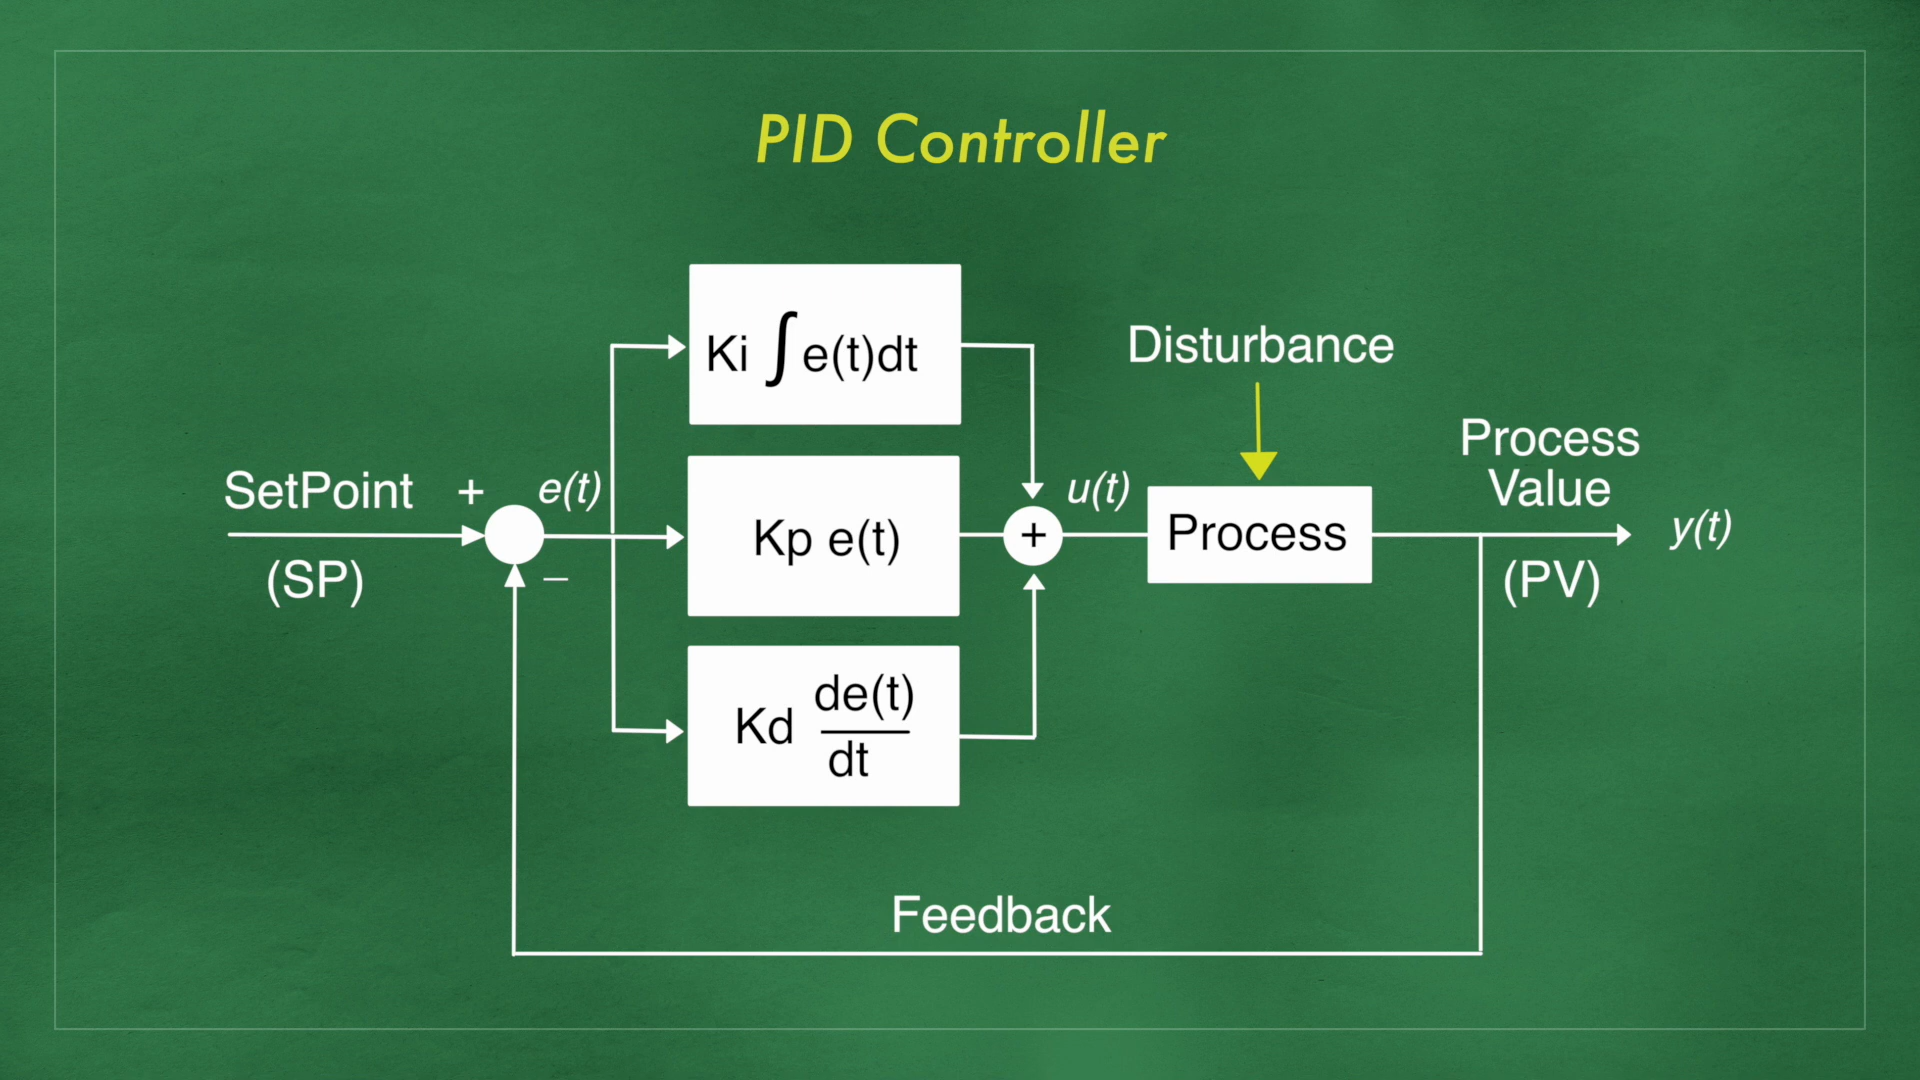 PID Controller
Ki ∫ e(t)dt
Disturbance
Process
Value
SetPoint + e(t)
u(t)
Kp e(t)
+
Process
y(t)
(SP)
–
(PV)
Kd de(t)
dt
Feedback